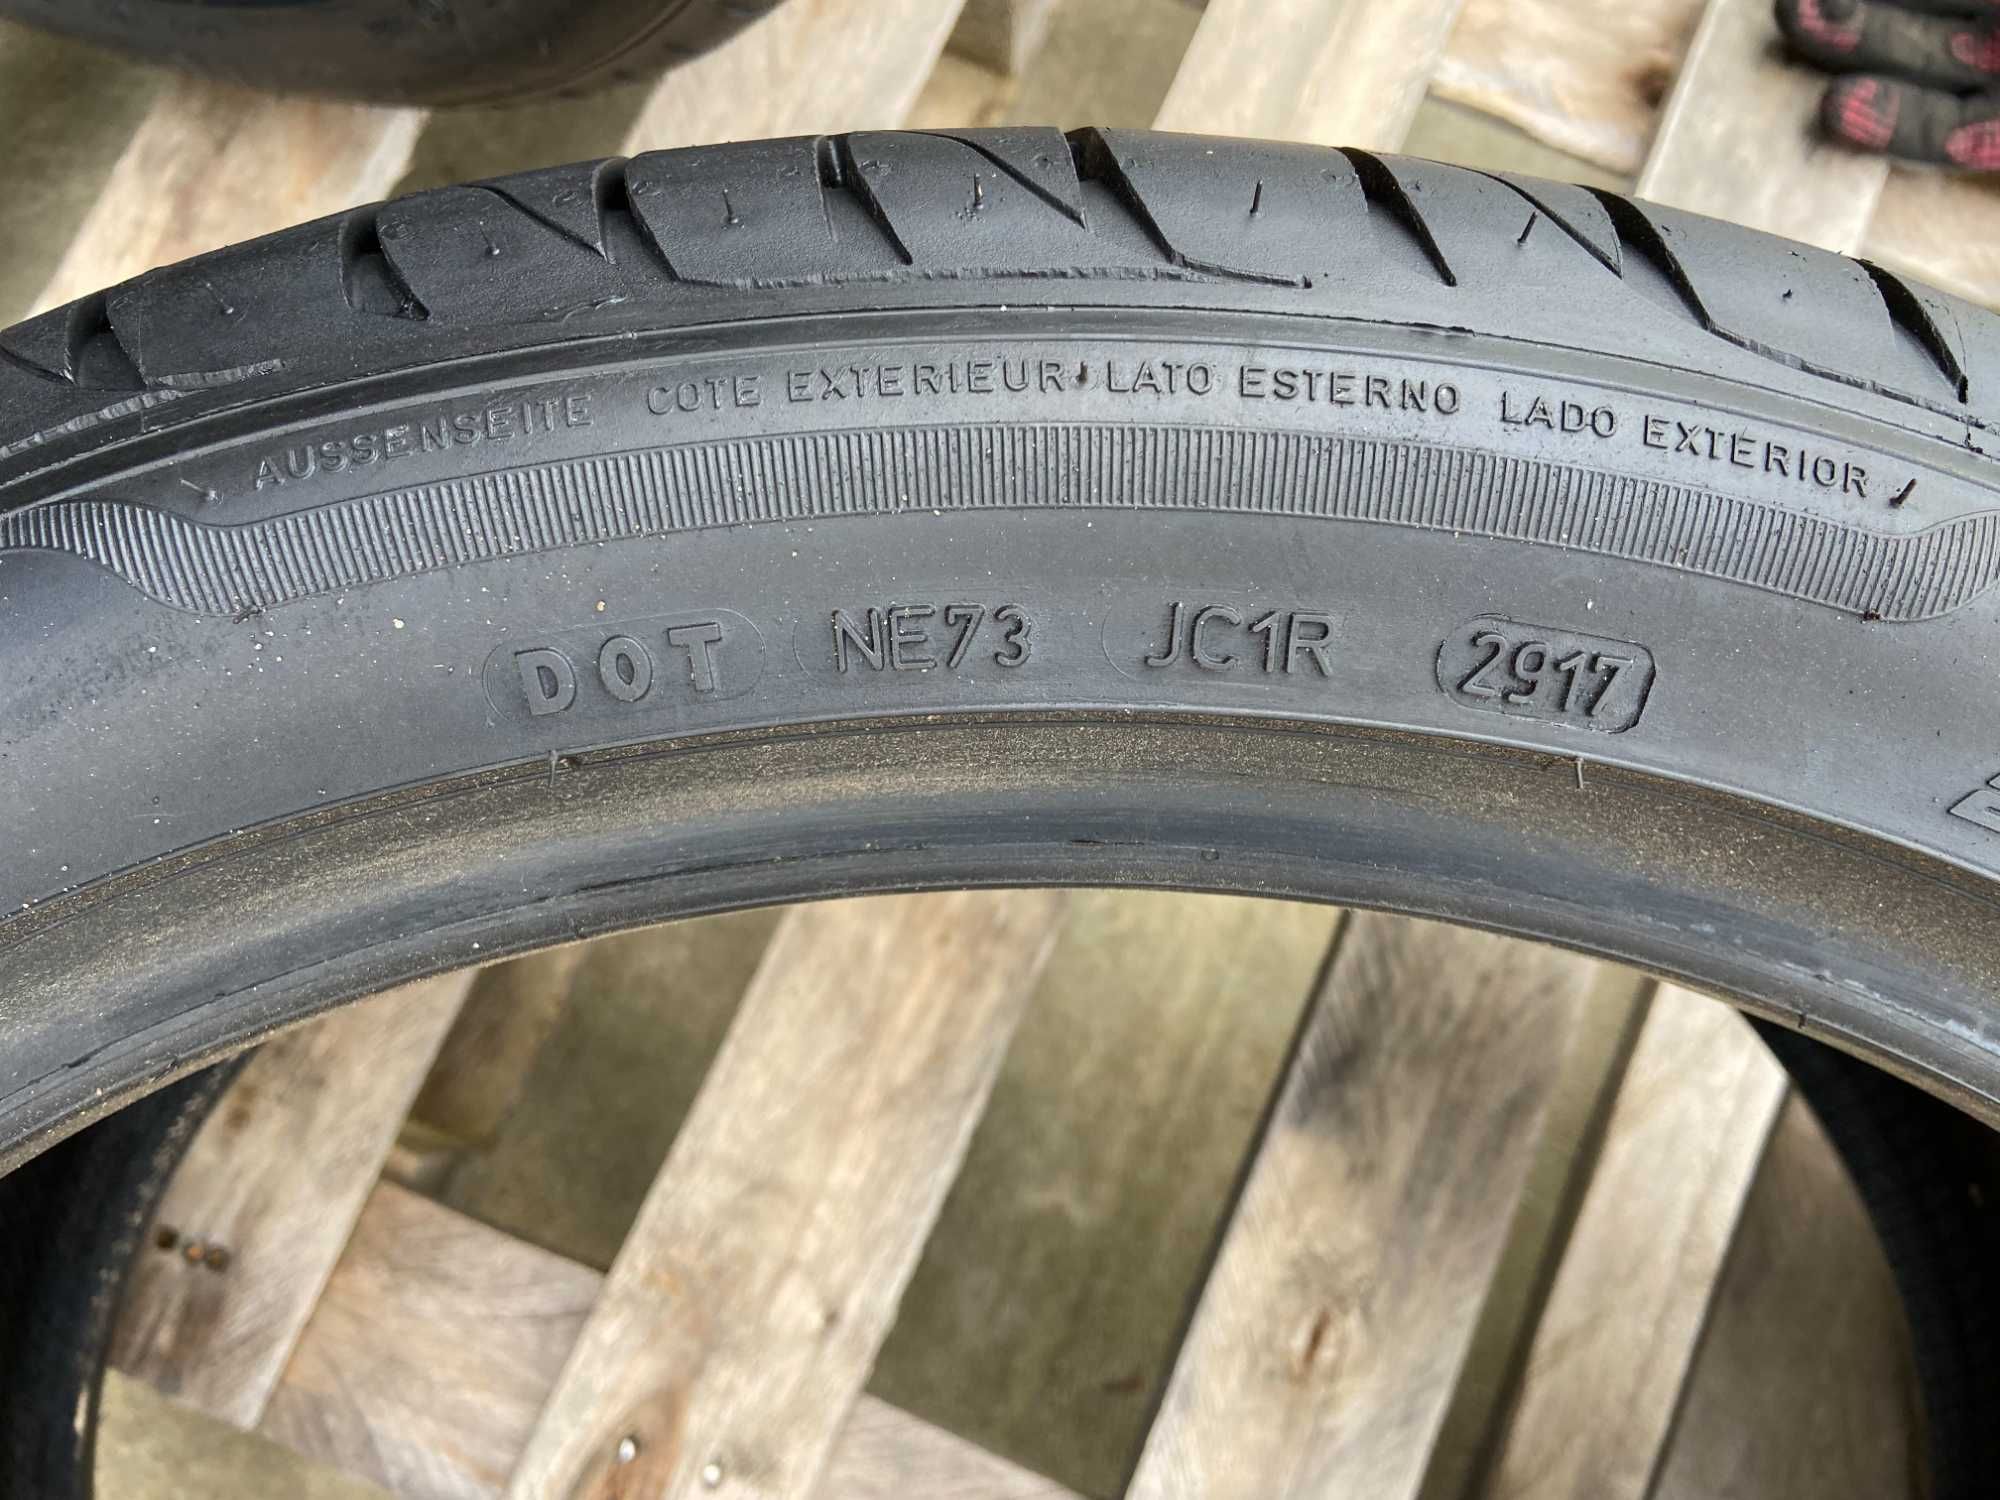 AUSSENSEITE COTE EXTERIEUR LATO ESTERNO LADO EXTERIOR
DOT NE73 JC1R 2917